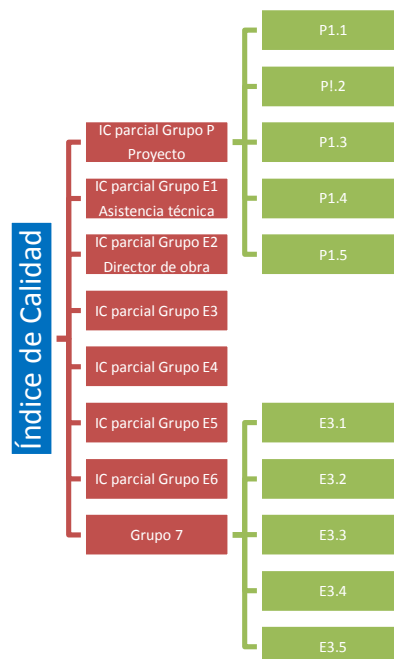 Índice de Calidad
IC parcial Grupo P
Proyecto
P1.1
P!.2
P1.3
P1.4
P1.5
IC parcial Grupo E1
Asistencia técnica
IC parcial Grupo E2
Director de obra
IC parcial Grupo E3
IC parcial Grupo E4
IC parcial Grupo E5
IC parcial Grupo E6
Grupo 7
E3.1
E3.2
E3.3
E3.4
E3.5